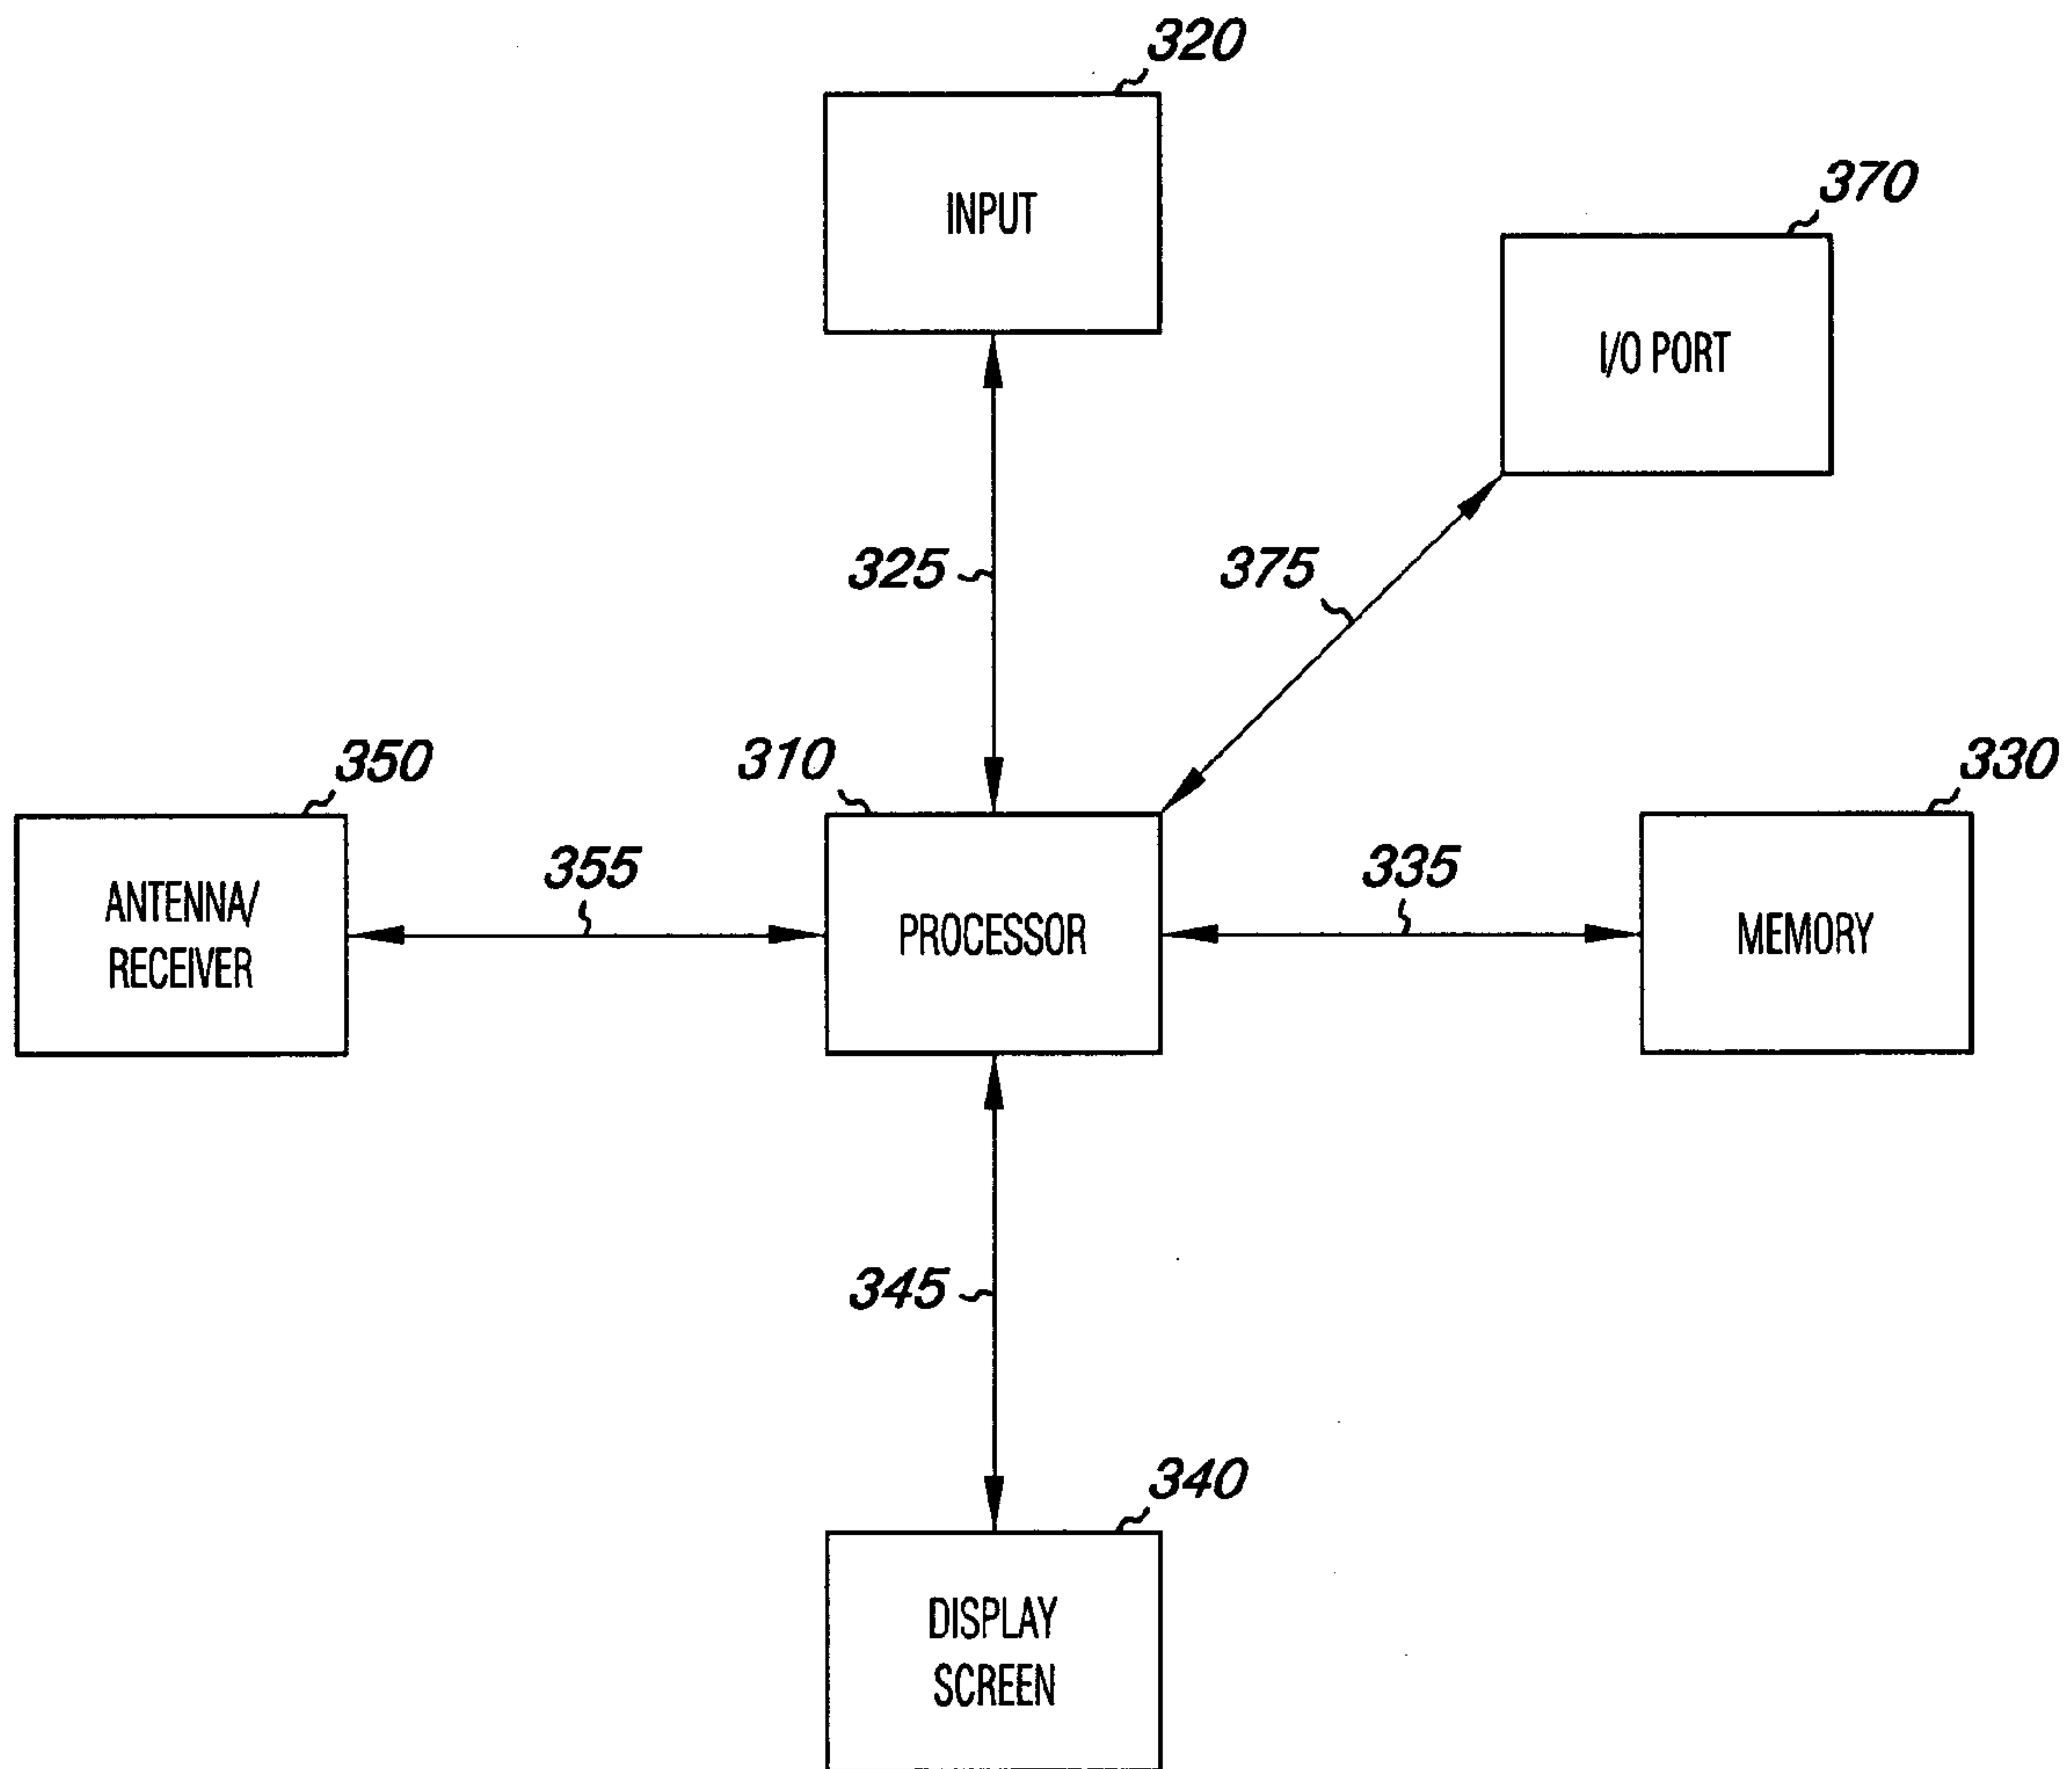 320
INPUT
370
I/O PORT
325
375
350
310
330
ANTENNA/
RECEIVER
355
PROCESSOR
335
MEMORY
345
340
DISPLAY
SCREEN